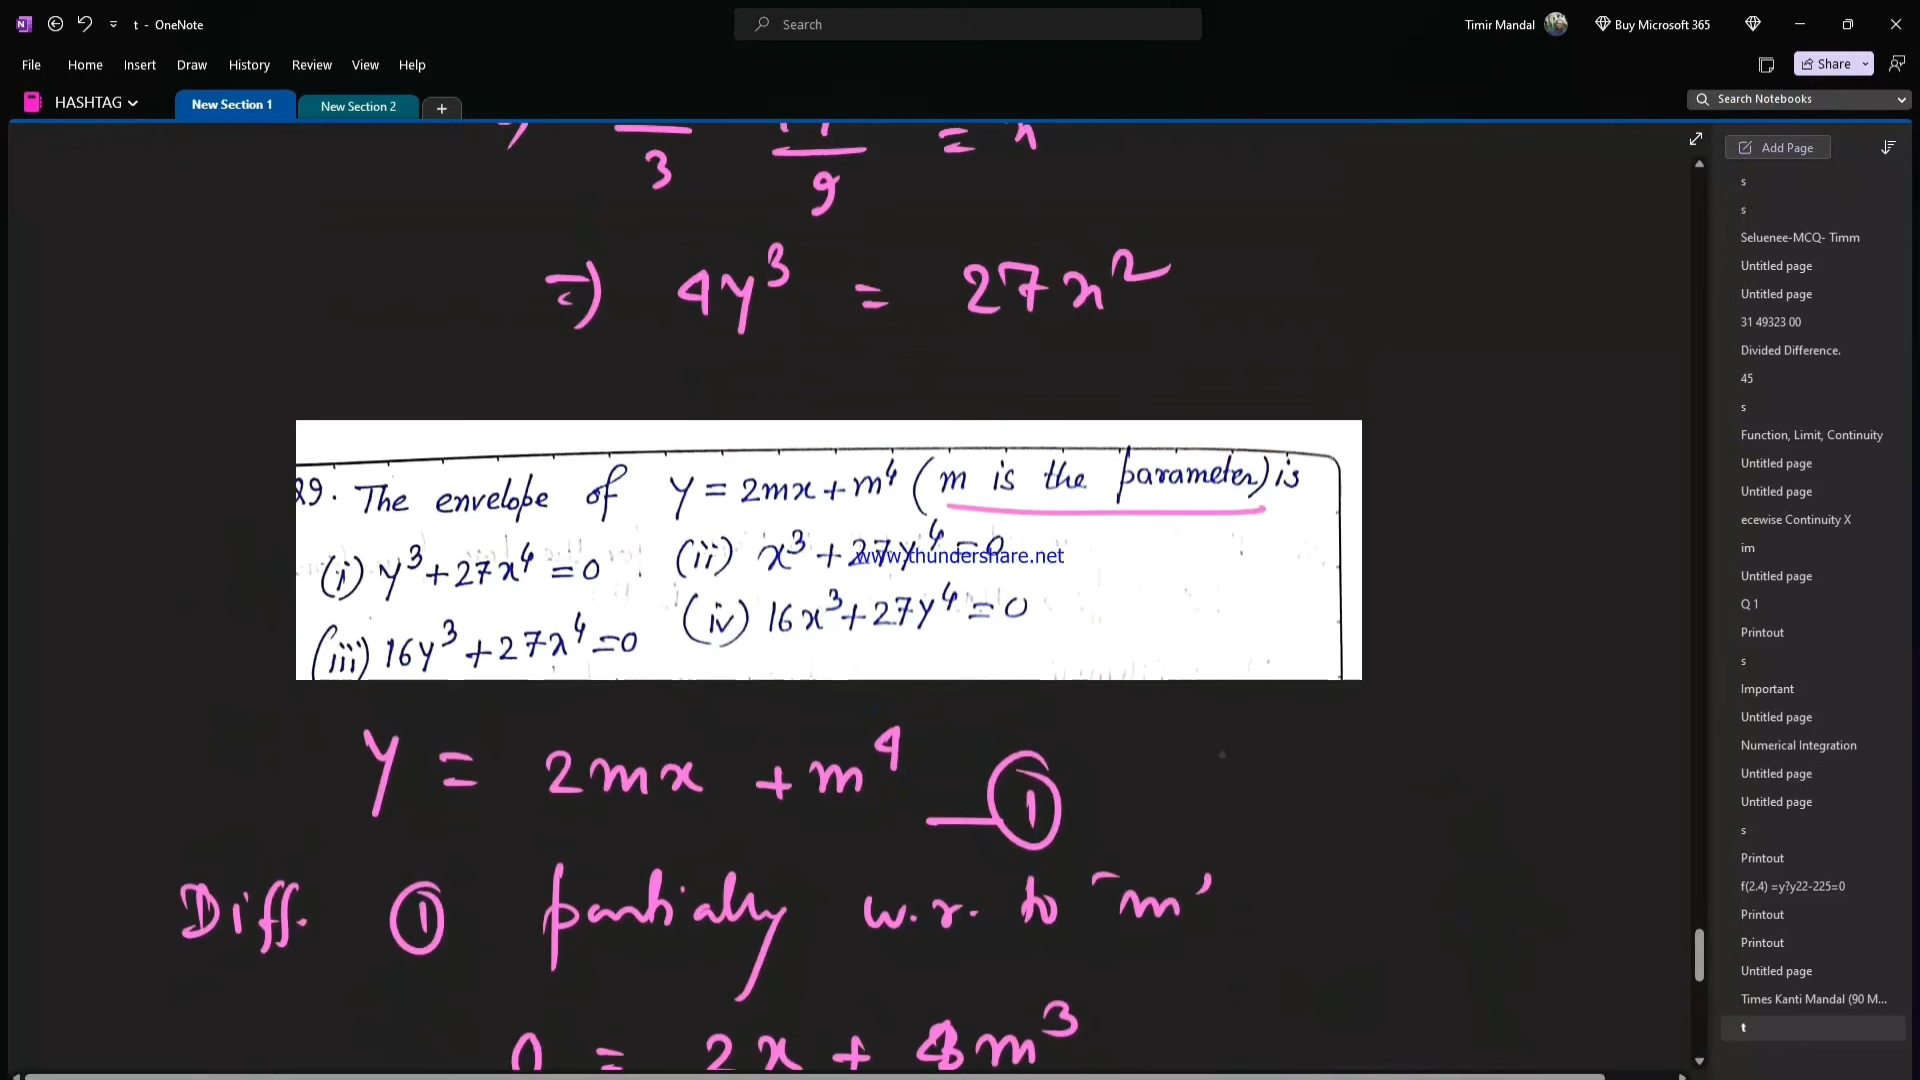 t - OneNote
Search
Timir Mandal
Buy Microsoft 365
File Home Insert Draw History Review View Help
Share
HASHTAG
New Section 1
New Section 2
+
Search Notebooks
Add Page
s
s
Seluenee-MCQ- Timm
Untitled page
Untitled page
31 49323 00
Divided Difference.
45
s
Function, Limit, Continuity
Untitled page
Untitled page
ecewise Continuity X
im
Untitled page
Q 1
Printout
s
Important
Untitled page
Numerical Integration
Untitled page
Untitled page
s
Printout
f(2.4) =y?y22-225=0
Printout
Printout
Untitled page
Times Kanti Mandal (90 M...
t
3 9 =
=> 4y³ = 27x²
29. The envelope of y = 2mx + m⁴ (m is the parameter) is
(i) y³ + 27x⁴ = 0 (ii) x³ + 27y⁴ = 0
www.thundershare.net
(iii) 16y³ + 27x⁴ = 0 (iv) 16x³ + 27y⁴ = 0
y = 2mx + m⁴ — ①
Diff. ① partially w.r. to "m"
0 = 2x + 4m³